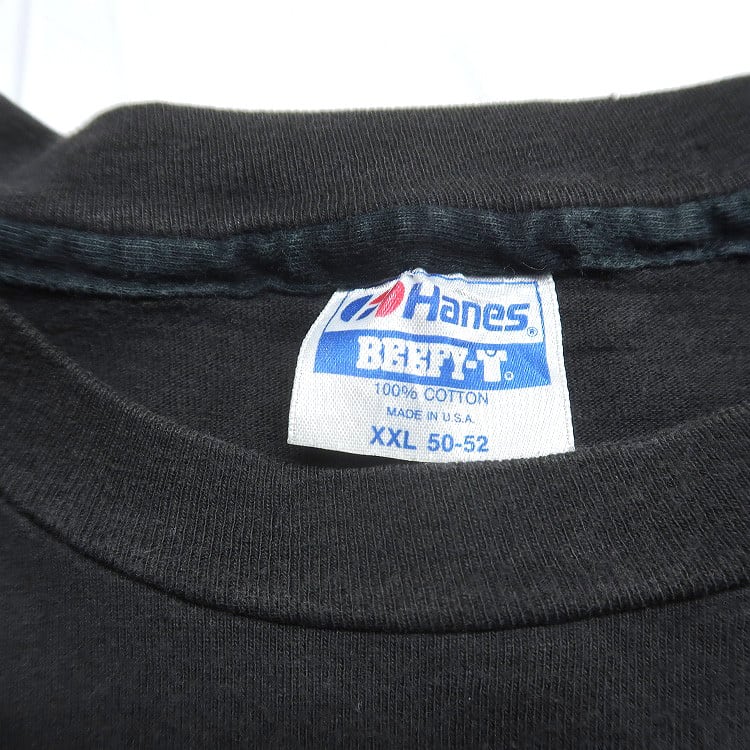 Hanes®
BEEFY-T®
100% COTTON
MADE IN U.S.A.
XXL 50-52